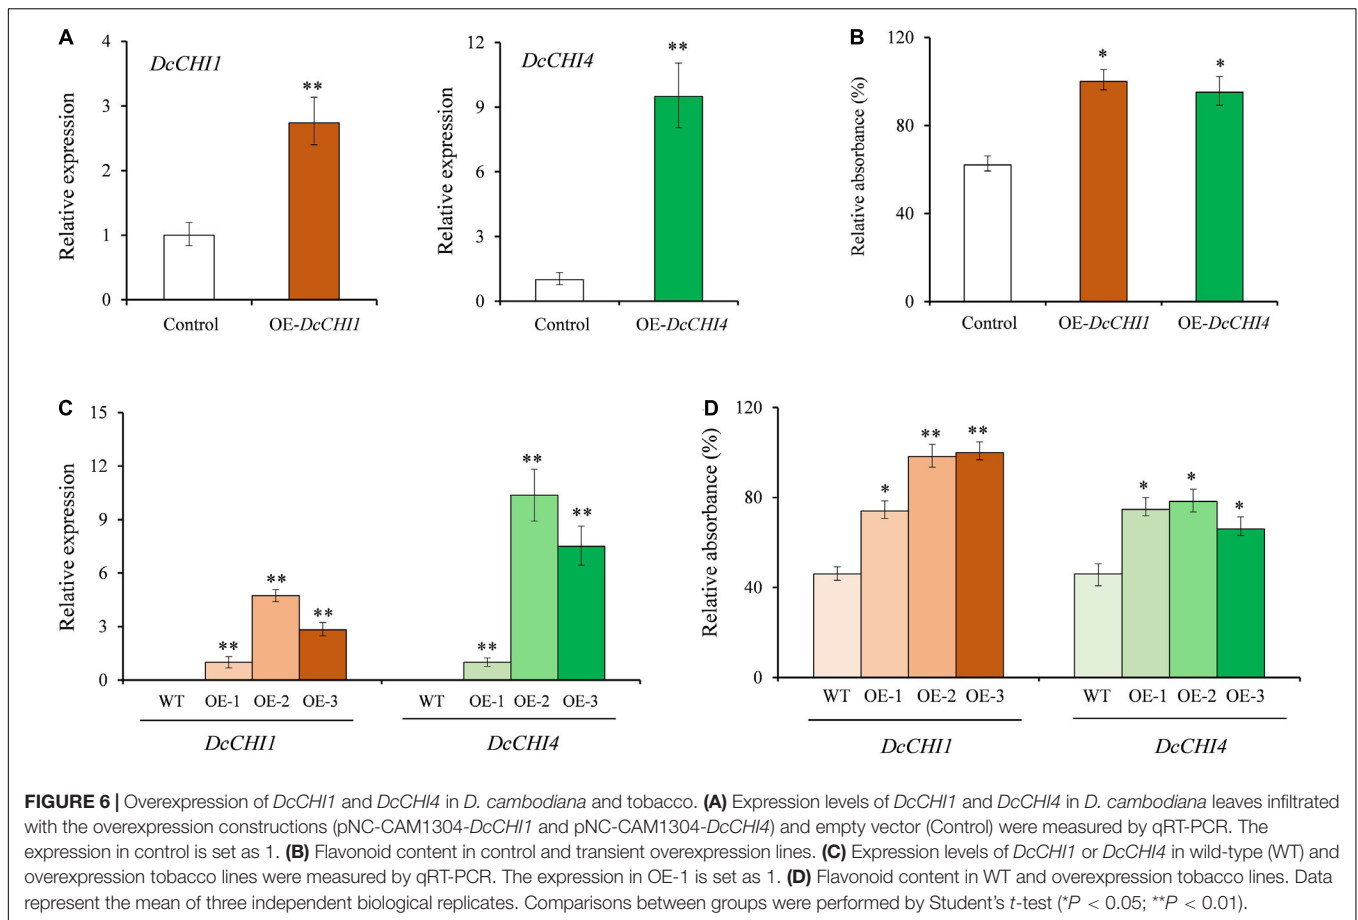 A
DcCHI1
Relative expression
4
3
2
1
0
**
Control
OE-DcCHI1
DcCHI4
Relative expression
12
9
6
3
0
**
Control
OE-DcCHI4
B
Relative absorbance (%)
120
80
40
0
*
*
Control
OE-DcCHI1
OE-DcCHI4
C
Relative expression
15
12
9
6
3
0
**
**
**
**
**
**
WT OE-1 OE-2 OE-3
WT OE-1 OE-2 OE-3
DcCHI1
DcCHI4
D
Relative absorbance (%)
120
80
40
0
*
**
**
*
*
*
WT OE-1 OE-2 OE-3
WT OE-1 OE-2 OE-3
DcCHI1
DcCHI4
FIGURE 6 | Overexpression of DcCHI1 and DcCHI4 in D. cambodiana and tobacco. (A) Expression levels of DcCHI1 and DcCHI4 in D. cambodiana leaves infiltrated
with the overexpression constructions (pNC-CAM1304-DcCHI1 and pNC-CAM1304-DcCHI4) and empty vector (Control) were measured by qRT-PCR. The
expression in control is set as 1. (B) Flavonoid content in control and transient overexpression lines. (C) Expression levels of DcCHI1 or DcCHI4 in wild-type (WT) and
overexpression tobacco lines were measured by qRT-PCR. The expression in OE-1 is set as 1. (D) Flavonoid content in WT and overexpression tobacco lines. Data
represent the mean of three independent biological replicates. Comparisons between groups were performed by Student's t-test (*P < 0.05; **P < 0.01).